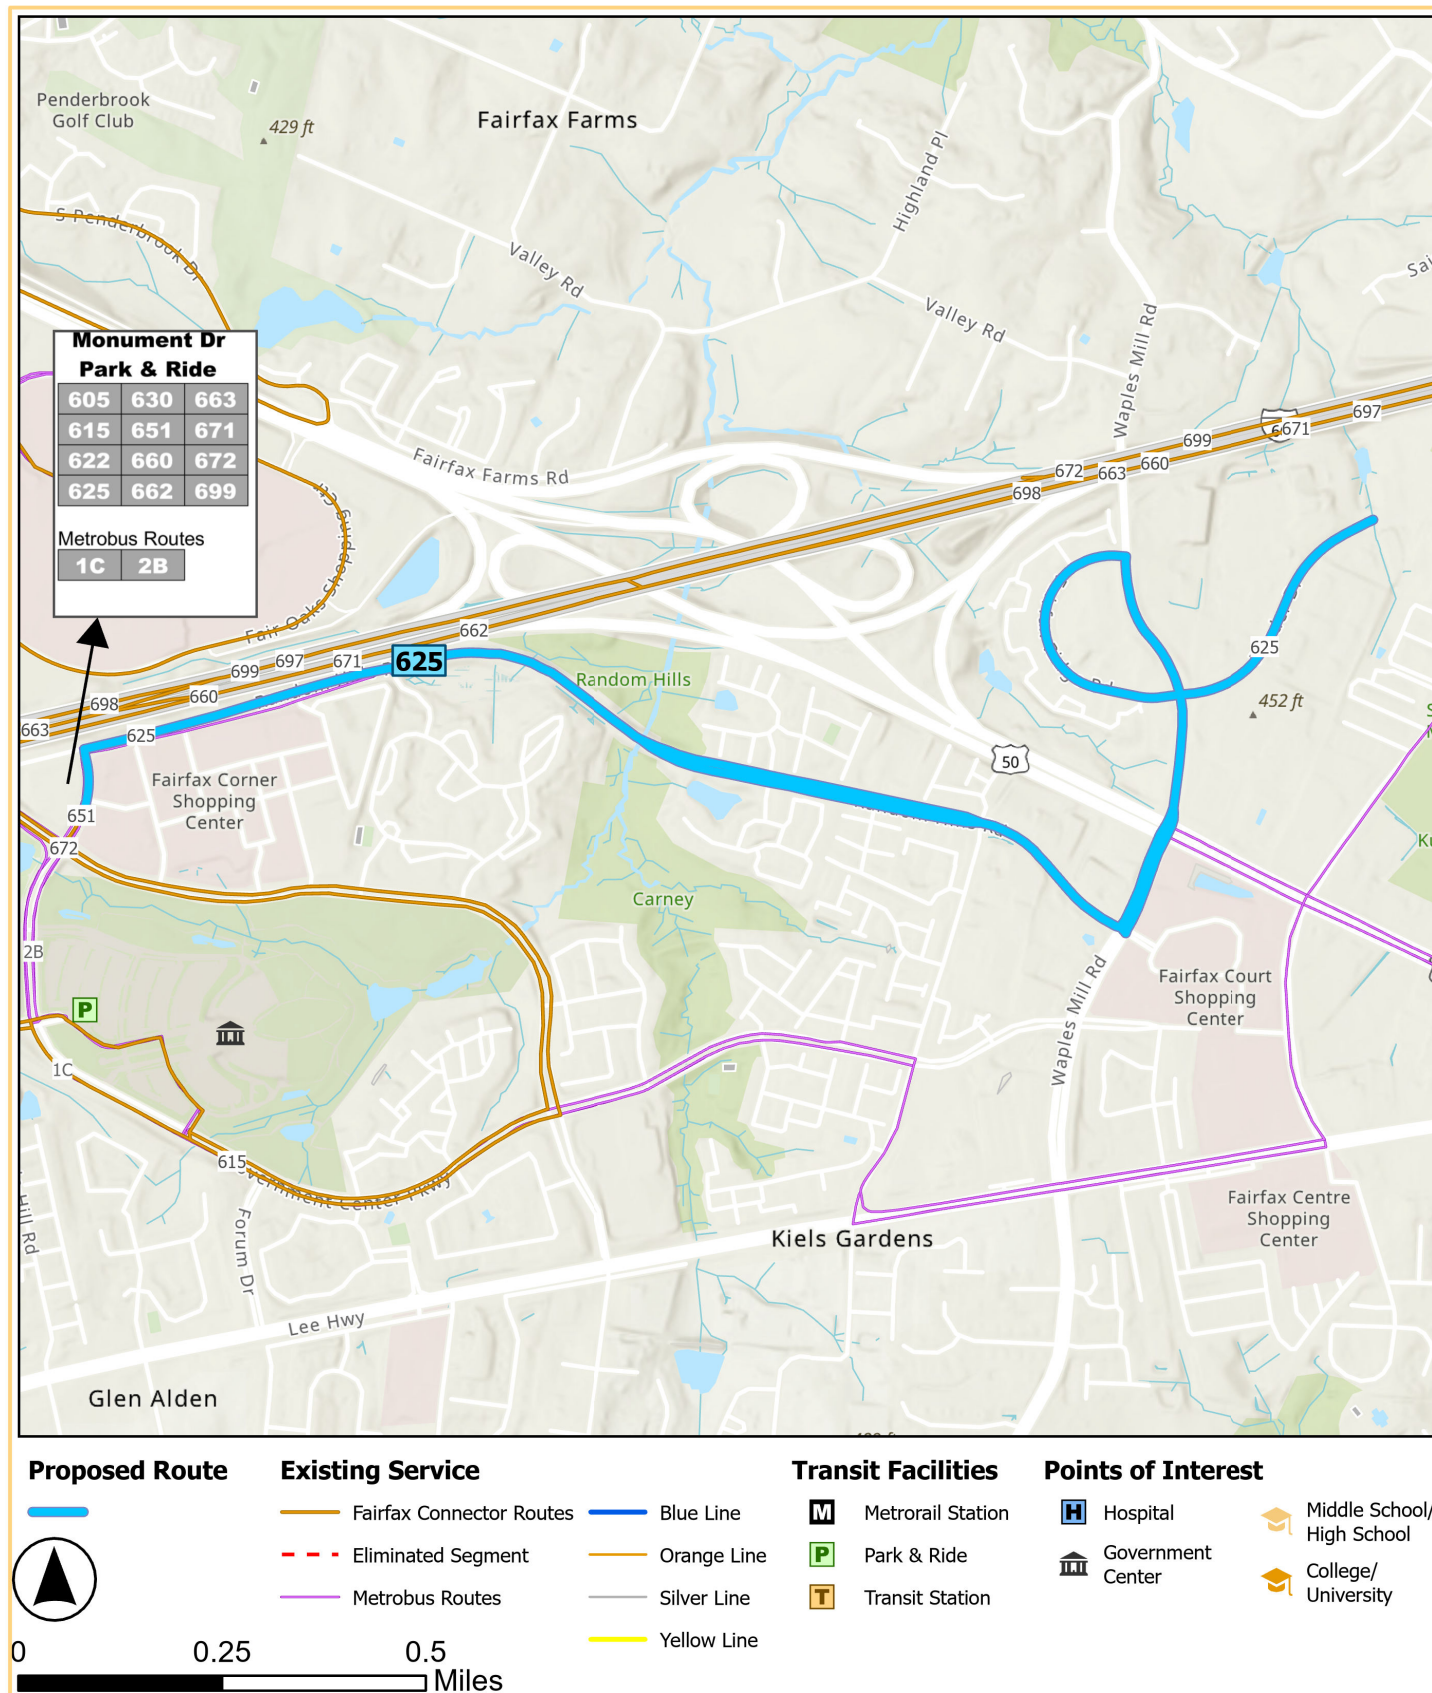 Penderbrook
Golf Club
429 ft
Fairfax Farms
Highland Pl
S Penderbrook Dr
Valley Rd
Valley Rd
Waples Mill Rd
Monument Dr
Park & Ride
605 630 663
615 651 671
622 660 672
625 662 699
Metrobus Routes
1C 2B
Fairfax Farms Rd
697
671
699
672
663
660
698
662
625
699
697
671
698
660
663
625
625
452 ft
Random Hills
50
Fairfax Corner
Shopping
Center
651
672
Carney
2B
P
1C
615
Fairfax Court
Shopping
Center
Waples Mill Rd
Government Center Pkwy
Forum Dr
Hill Rd
Fairfax Centre
Shopping
Center
Kiels Gardens
Lee Hwy
Glen Alden
Proposed Route
Existing Service
Fairfax Connector Routes
Eliminated Segment
Metrobus Routes
Blue Line
Orange Line
Silver Line
Yellow Line
Transit Facilities
M Metrorail Station
P Park & Ride
T Transit Station
Points of Interest
H Hospital
Government
Center
Middle School/
High School
College/
University
0 0.25 0.5
Miles